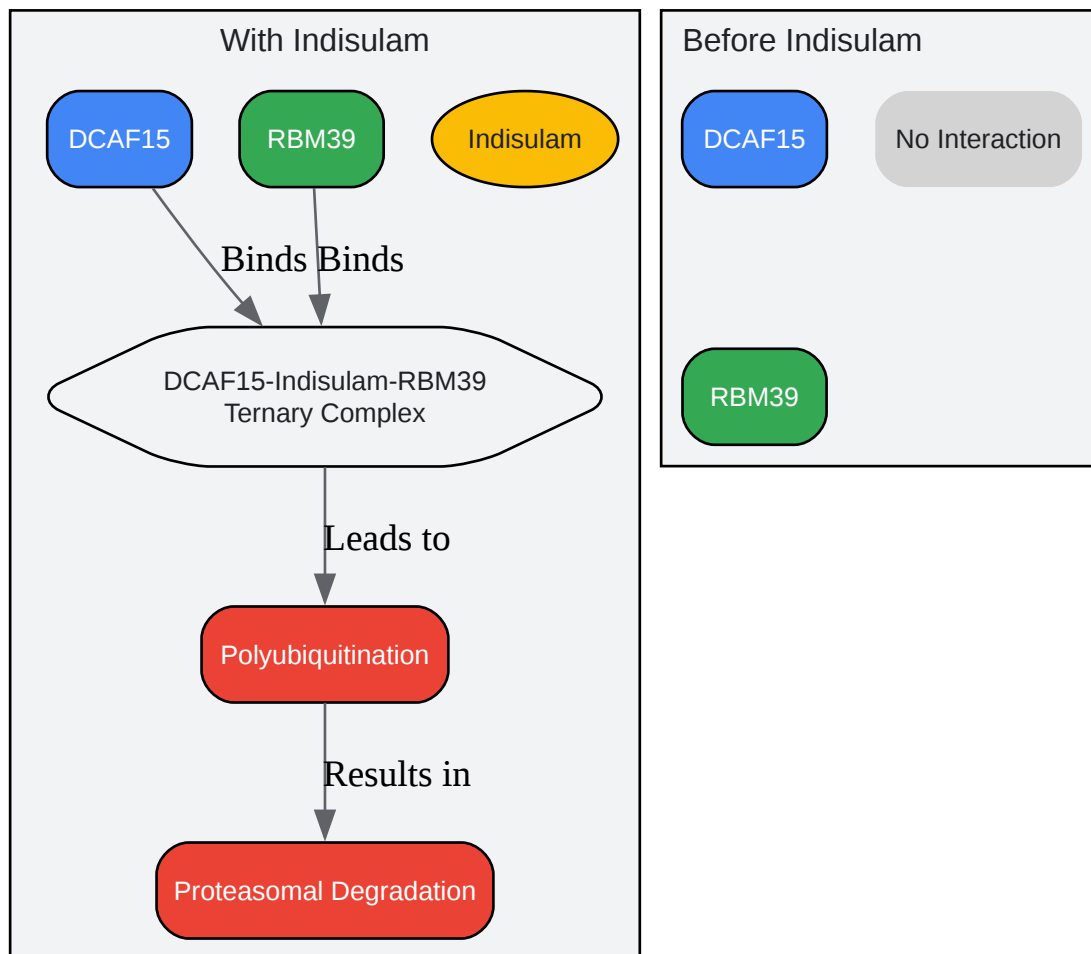 With Indisulam
DCAF15
RBM39
Indisulam
Binds
Binds
DCAF15-Indisulam-RBM39
Ternary Complex
Leads to
Polyubiquitination
Results in
Proteasomal Degradation
Before Indisulam
DCAF15
No Interaction
RBM39